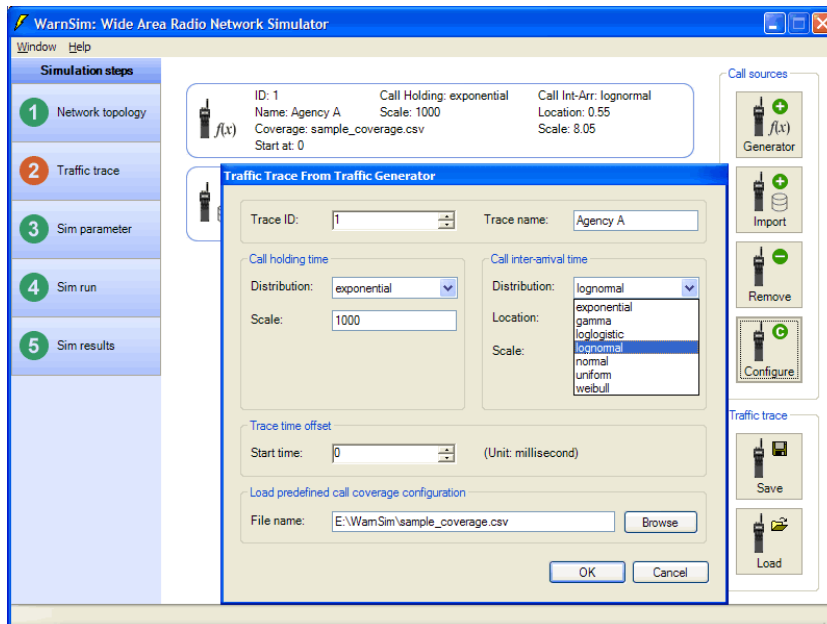 WarnSim: Wide Area Radio Network Simulator
Window Help
Simulation steps
1 Network topology
2 Traffic trace
3 Sim parameter
4 Sim run
5 Sim results
ID: 1 Call Holding: exponential Call Int-Arr: lognormal
Name: Agency A Scale: 1000 Location: 0.55
Coverage: sample_coverage.csv Scale: 8.05
Start at: 0
f(x)
Call sources
f(x)
Generator
Import
Remove
C
Configure
Traffic trace
Save
Load
Traffic Trace From Traffic Generator
Trace ID: 1 Trace name: Agency A
Call holding time
Distribution: exponential
Scale: 1000
Call inter-arrival time
Distribution: lognormal
Location:
Scale:
exponential
gamma
loglogistic
lognormal
normal
uniform
weibull
Trace time offset
Start time: 0 (Unit: millisecond)
Load predefined call coverage configuration
File name: E:\WarnSim\sample_coverage.csv Browse
OK Cancel